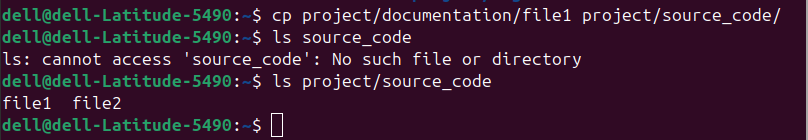 dell@dell-Latitude-5490:~$ cp project/documentation/file1 project/source_code/
dell@dell-Latitude-5490:~$ ls source_code
ls: cannot access 'source_code': No such file or directory
dell@dell-Latitude-5490:~$ ls project/source_code
file1  file2
dell@dell-Latitude-5490:~$